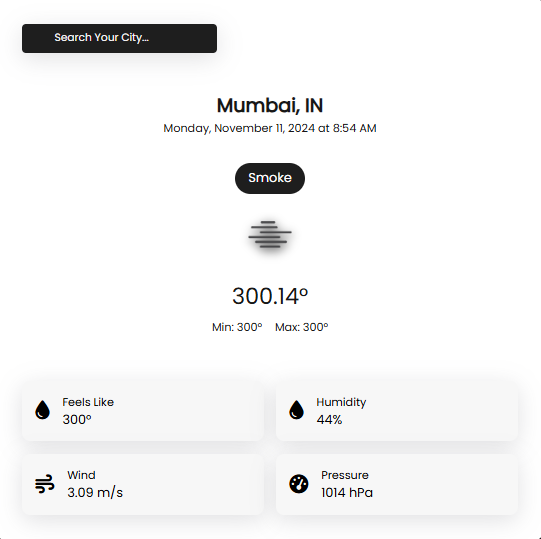 Search Your City...
Mumbai, IN
Monday, November 11, 2024 at 8:54 AM
Smoke
300.14°
Min: 300° Max: 300°
Feels Like
300°
Humidity
44%
Wind
3.09 m/s
Pressure
1014 hPa